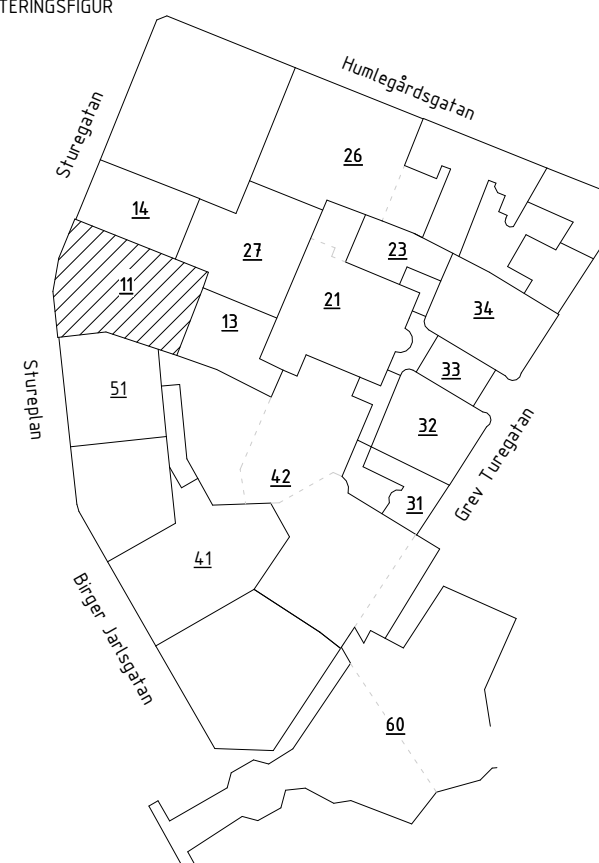 TERINGSFIGUR
Humlegårdsgatan
Sturegatan
26
14
27
23
11
21
34
13
33
51
Stureplan
32
Grev Turegatan
42
31
41
Birger Jarlsgatan
60